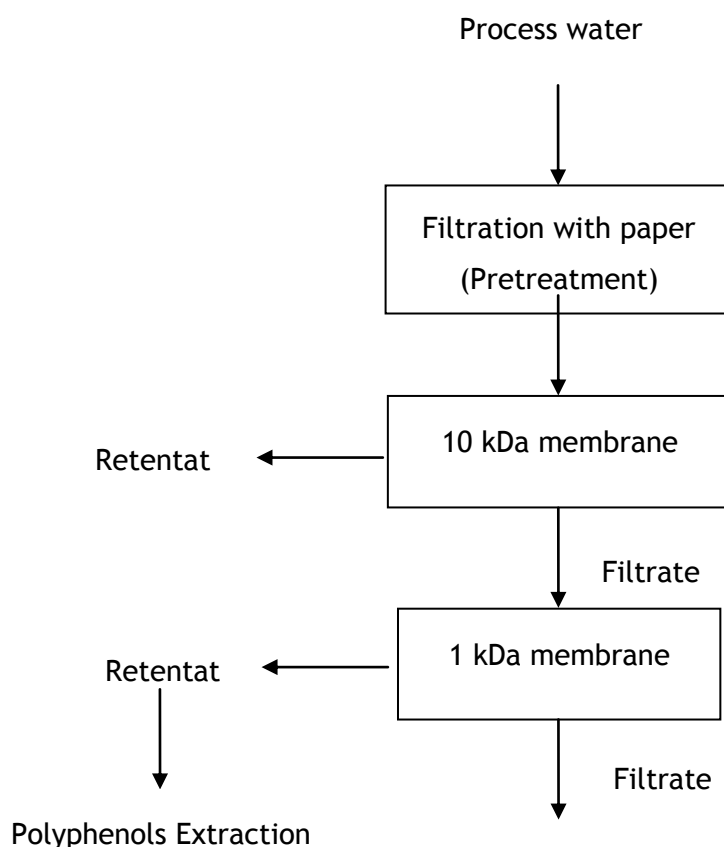 Process water
Filtration with paper
(Pretreatment)
10 kDa membrane
Retentat
Filtrate
1 kDa membrane
Retentat
Filtrate
Polyphenols Extraction